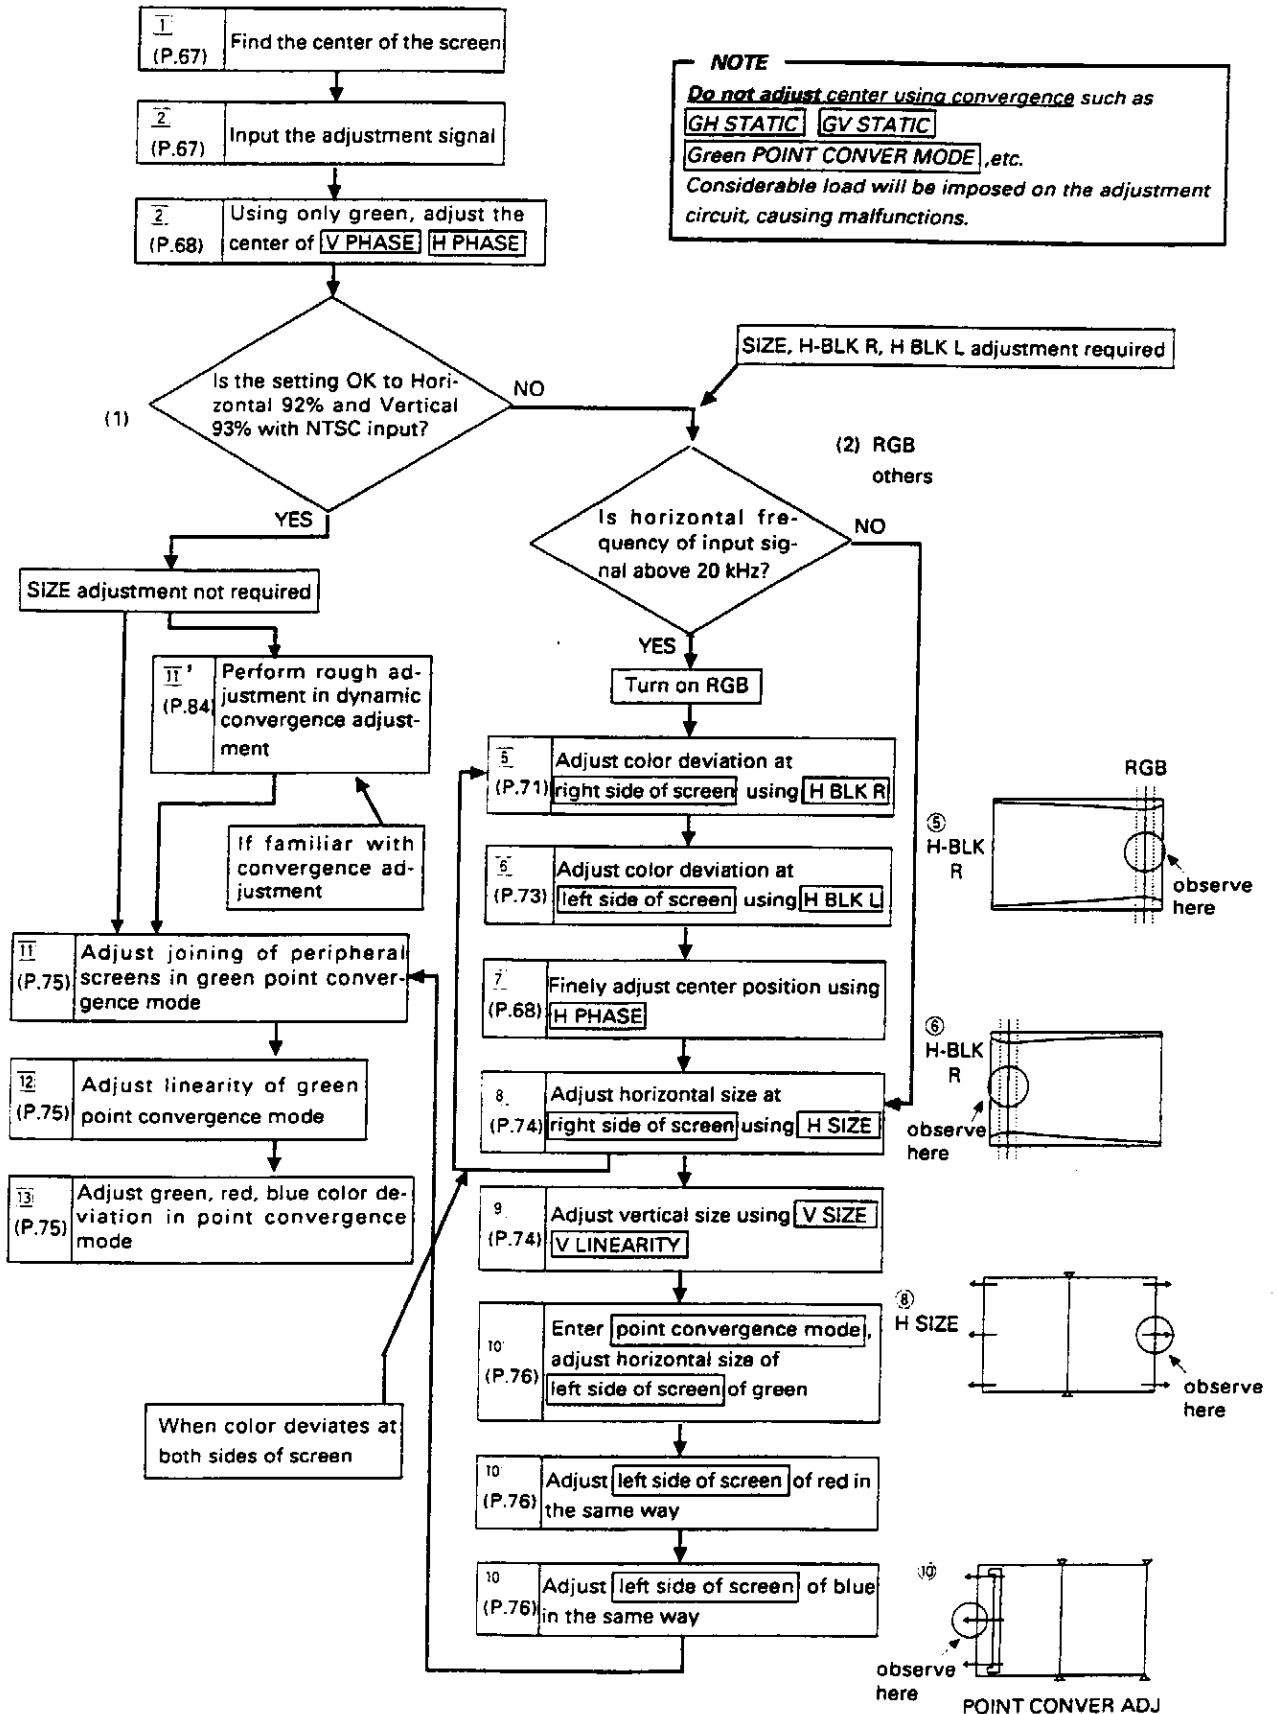 1
(P.67)
Find the center of the screen
2
(P.67)
Input the adjustment signal
2
(P.68)
Using only green, adjust the
center of V PHASE H PHASE
NOTE
Do not adjust center using convergence such as
GH STATIC GV STATIC
Green POINT CONVER MODE ,etc.
Considerable load will be imposed on the adjustment
circuit, causing malfunctions.
SIZE, H-BLK R, H BLK L adjustment required
(1)
Is the setting OK to Hori-
zontal 92% and Vertical
93% with NTSC input?
NO
YES
(2) RGB
others
Is horizontal fre-
quency of input sig-
nal above 20 kHz?
NO
YES
SIZE adjustment not required
11'
(P.84)
Perform rough ad-
justment in dynamic
convergence adjust-
ment
If familiar with
convergence ad-
justment
11
(P.75)
Adjust joining of peripheral
screens in green point conver-
gence mode
12
(P.75)
Adjust linearity of green
point convergence mode
13
(P.75)
Adjust green, red, blue color de-
viation in point convergence
mode
When color deviates at
both sides of screen
Turn on RGB
5
(P.71)
Adjust color deviation at
right side of screen using H BLK R
6
(P.73)
Adjust color deviation at
left side of screen using H BLK L
7
(P.68)
Finely adjust center position using
H PHASE
8
(P.74)
Adjust horizontal size at
right side of screen using H SIZE
9
(P.74)
Adjust vertical size using V SIZE
V LINEARITY
10
(P.76)
Enter point convergence mode,
adjust horizontal size of
left side of screen of green
10
(P.76)
Adjust left side of screen of red in
the same way
10
(P.76)
Adjust left side of screen of blue
in the same way
RGB
⑤
H-BLK
R
observe
here
⑥
H-BLK
R
observe
here
⑧
H SIZE
observe
here
⑩
observe
here
POINT CONVER ADJ